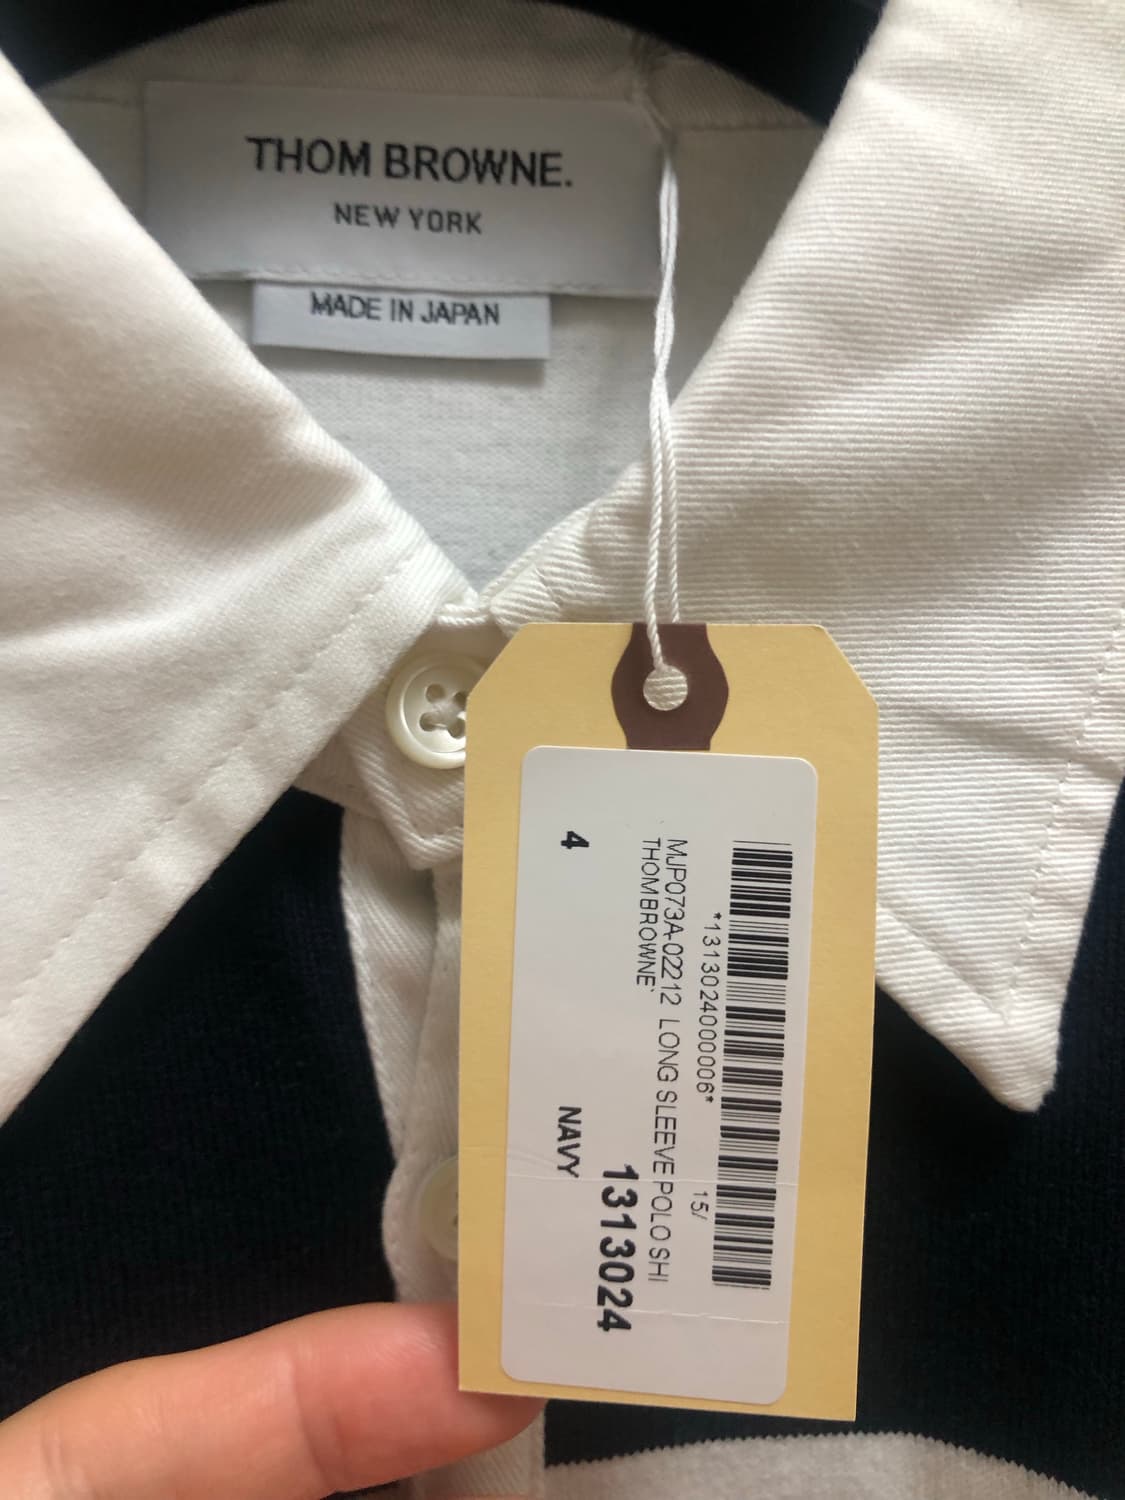 THOM BROWNE.
NEW YORK
MADE IN JAPAN
*1313024000006*
15/
MJP073A-02212 LONG SLEEVE POLO SHI
THOMBROWNE`
1313024
4
NAVY